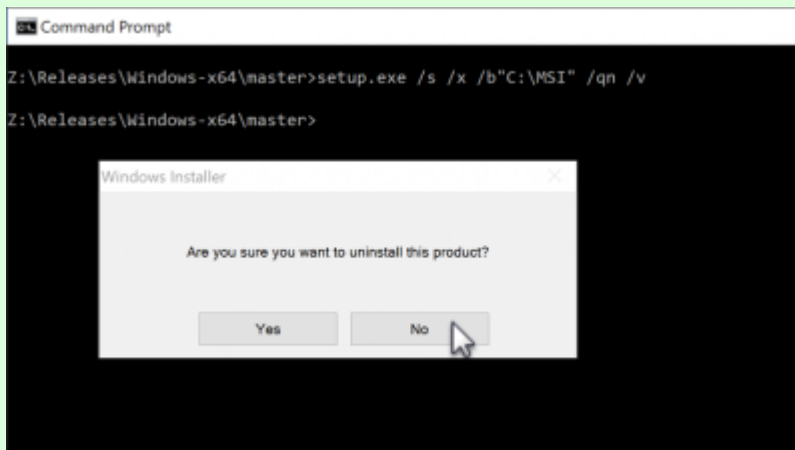 Command Prompt
Z:\Releases\Windows-x64\master>setup.exe /s /x /b"C:\MSI" /qn /v
Z:\Releases\Windows-x64\master>
Windows Installer
Are you sure you want to uninstall this product?
Yes No